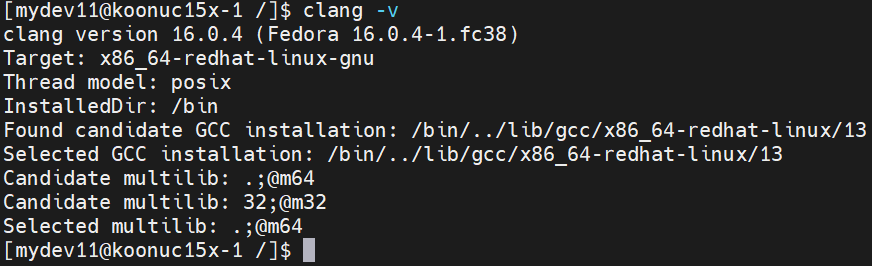 [mydev11@koonuc15x-1 /]$ clang -v
clang version 16.0.4 (Fedora 16.0.4-1.fc38)
Target: x86_64-redhat-linux-gnu
Thread model: posix
InstalledDir: /bin
Found candidate GCC installation: /bin/../lib/gcc/x86_64-redhat-linux/13
Selected GCC installation: /bin/../lib/gcc/x86_64-redhat-linux/13
Candidate multilib: .;@m64
Candidate multilib: 32;@m32
Selected multilib: .;@m64
[mydev11@koonuc15x-1 /]$